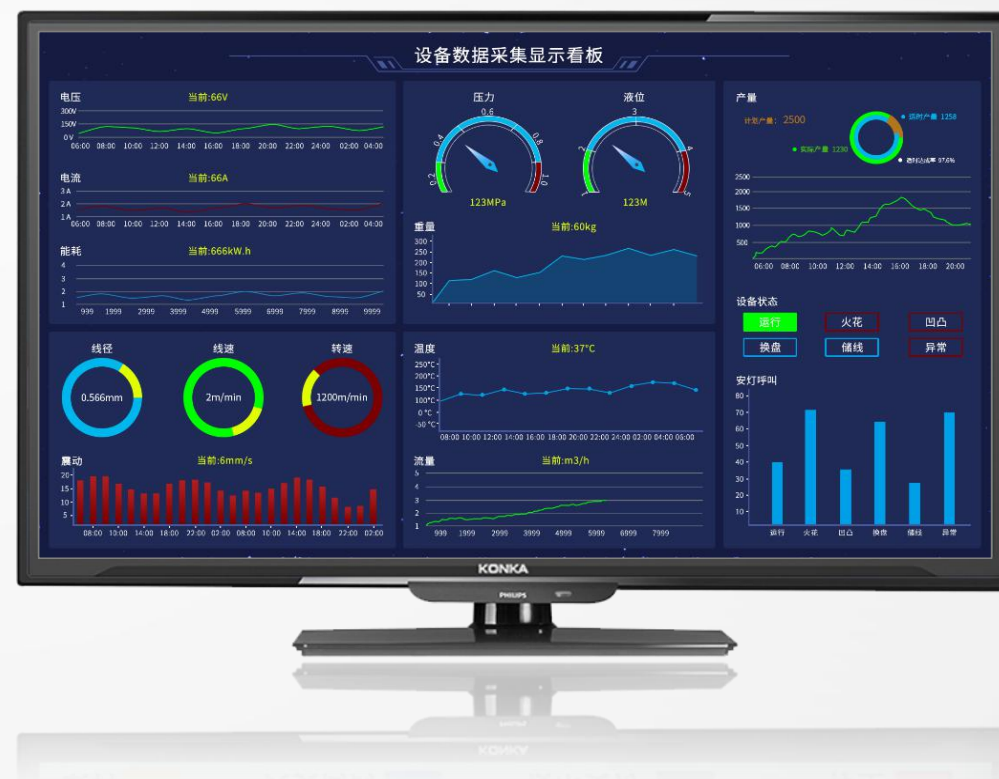 设备数据采集显示看板
电压
当前:66V
300V
150V
0V
06:00 08:00 10:00 12:00 14:00 16:00 18:00 20:00 22:00 24:00 02:00 04:00
电流
当前:66A
3A
2A
1A
06:00 08:00 10:00 12:00 14:00 16:00 18:00 20:00 22:00 24:00 02:00 04:00
能耗
当前:666kW.h
4
3
2
1
999 1999 2999 3999 4999 5999 6999 7999 8999 9999
线径
线速
转速
0.566mm
2m/min
1200m/min
震动
当前:6mm/s
20
15
10
5
08:00 10:00 14:00 18:00 22:00 02:00 08:00 10:00 14:00 18:00 22:00 02:00
压力
0.2 0.4 0.6 0.8 1.0
123MPa
液位
1 2 3 4 5
123M
重量
当前:60kg
300
250
200
150
100
50
温度
当前:37°C
250°C
200°C
150°C
100°C
0 °C
-50 °C
08:00 10:00 12:00 14:00 16:00 18:00 20:00 22:00 24:00 02:00 04:00 06:00
流量
当前:m3/h
5
4
3
2
1
999 1999 2999 3999 4999 5999 6999 7999
产量
计划产量: 2500
实际产量 1230
2500
2000
1500
1000
500
06:00 08:00 10:00 12:00 14:00 16:00 18:00 20:00
设备状态
运行 火花 凹凸
换盘 储线 异常
安灯呼叫
80
70
60
50
40
30
20
10
运行 火花 凹凸 换盘 储线 异常
KONKA
PHILIPS